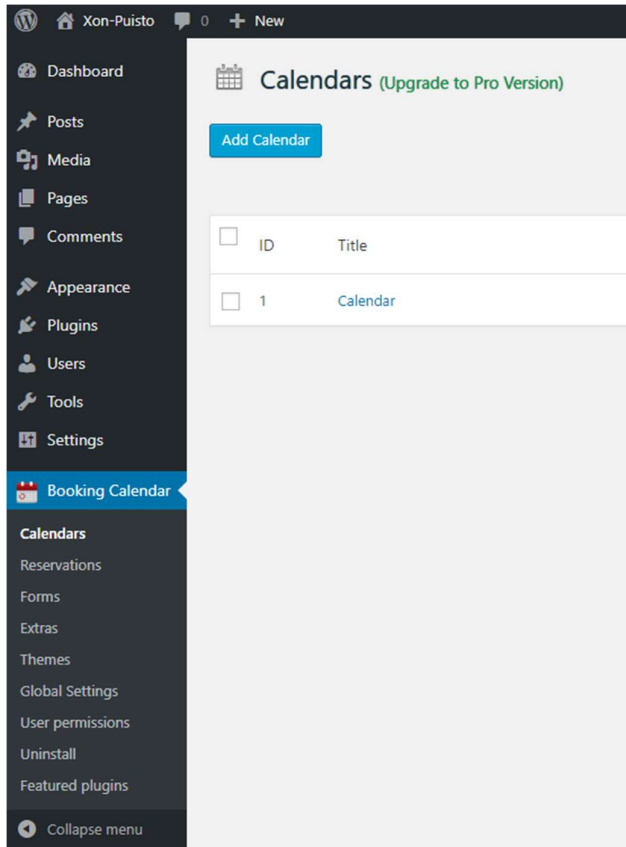 Xon-Puisto 0 + New
Dashboard
Posts
Media
Pages
Comments
Appearance
Plugins
Users
Tools
Settings
Booking Calendar
Calendars
Reservations
Forms
Extras
Themes
Global Settings
User permissions
Uninstall
Featured plugins
Collapse menu
Calendars (Upgrade to Pro Version)
Add Calendar
ID Title
1 Calendar